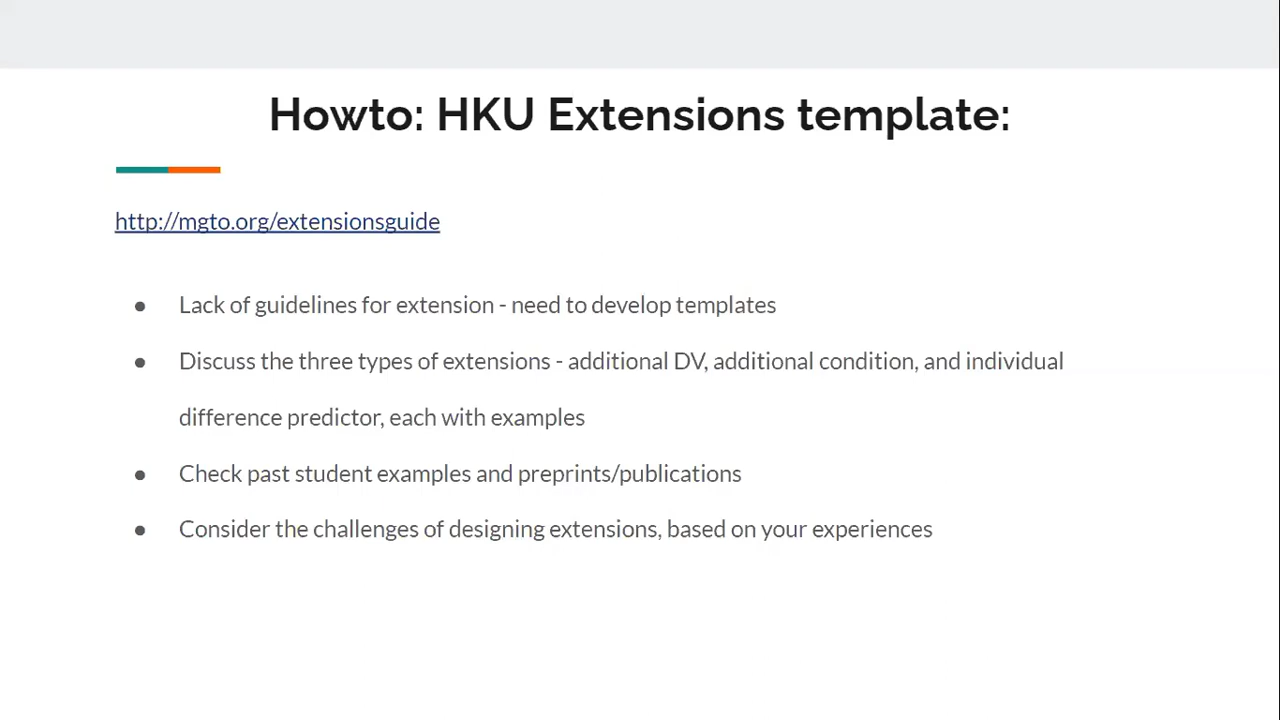 Howto: HKU Extensions template:
http://mgto.org/extensionsguide
● Lack of guidelines for extension - need to develop templates
● Discuss the three types of extensions - additional DV, additional condition, and individual
difference predictor, each with examples
● Check past student examples and preprints/publications
● Consider the challenges of designing extensions, based on your experiences